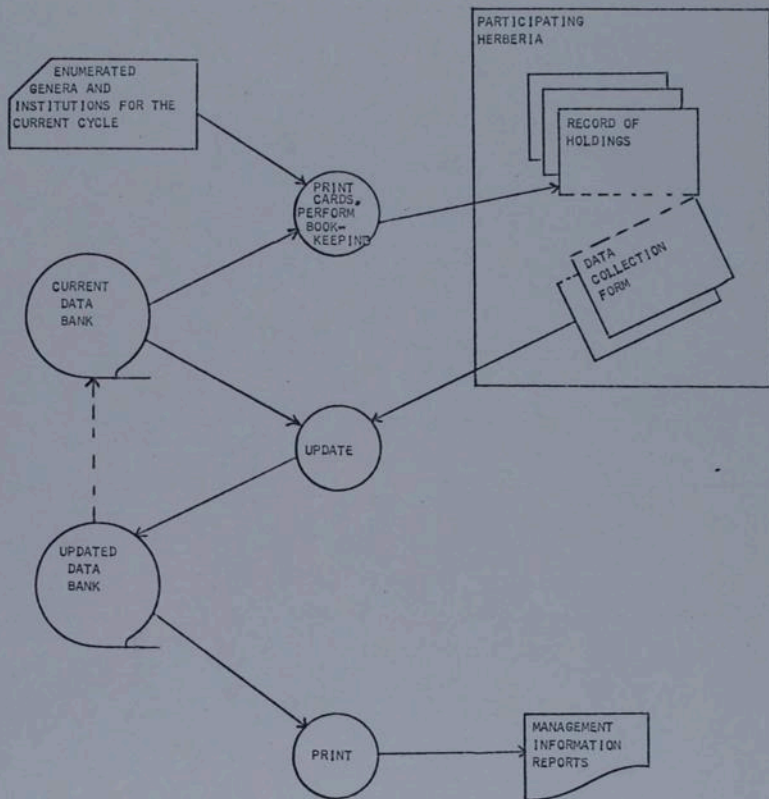 PARTICIPATING
HERBERIA
ENUMERATED
GENERA AND
INSTITUTIONS FOR THE
CURRENT CYCLE
RECORD OF
HOLDINGS
PRINT
CARDS,
PERFORM
BOOK-
KEEPING
DATA
COLLECTION
FORM
CURRENT
DATA
BANK
UPDATE
UPDATED
DATA
BANK
PRINT
MANAGEMENT
INFORMATION
REPORTS